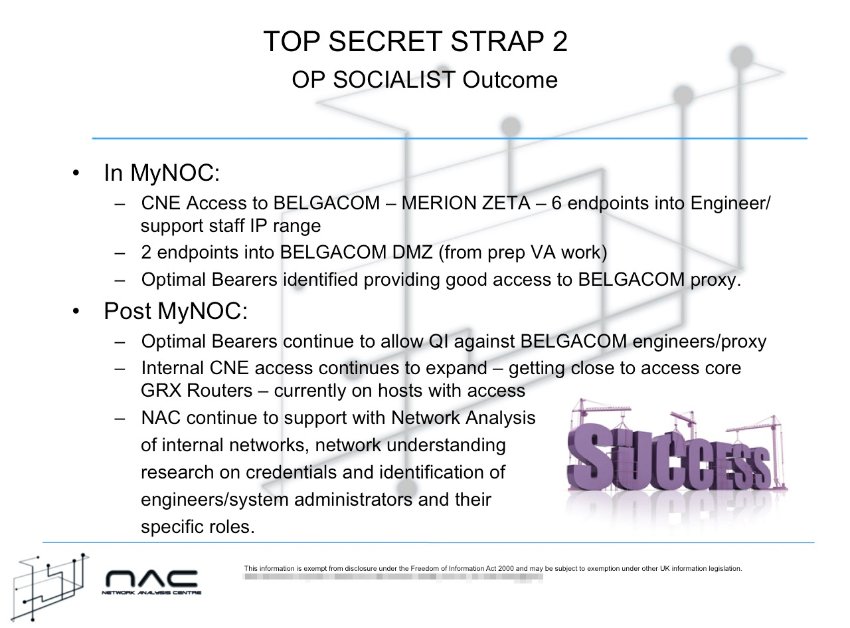 TOP SECRET STRAP 2
OP SOCIALIST Outcome
• In MyNOC:
– CNE Access to BELGACOM – MERION ZETA – 6 endpoints into Engineer/
support staff IP range
– 2 endpoints into BELGACOM DMZ (from prep VA work)
– Optimal Bearers identified providing good access to BELGACOM proxy.
• Post MyNOC:
– Optimal Bearers continue to allow QI against BELGACOM engineers/proxy
– Internal CNE access continues to expand – getting close to access core
GRX Routers – currently on hosts with access
– NAC continue to support with Network Analysis
of internal networks, network understanding
research on credentials and identification of
engineers/system administrators and their
specific roles.
SUCCESS
NAC
NETWORK ANALYSIS CENTRE
This information is exempt from disclosure under the Freedom of Information Act 2000 and may be subject to exemption under other UK information legislation.